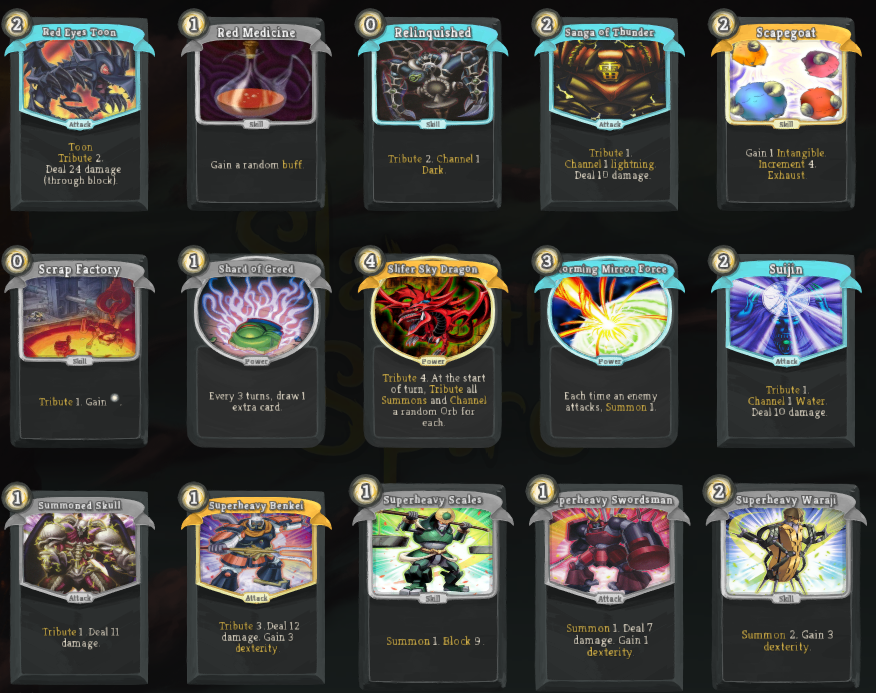 2
Red Eyes Toon
Attack
Toon
Tribute 2.
Deal 24 damage
(through block).
1
Red Medicine
Skill
Gain a random buff.
0
Relinquished
Skill
Tribute 2. Channel 1
Dark.
2
Sanga of Thunder
雷
Attack
Tribute 1.
Channel 1 lightning.
Deal 10 damage.
2
Scapegoat
Skill
Gain 1 Intangible.
Increment 4.
Exhaust.
0
Scrap Factory
Skill
Tribute 1. Gain .
1
Shard of Greed
Power
Every 3 turns, draw 1
extra card.
4
Slifer Sky Dragon
Power
Tribute 4. At the start
of turn, Tribute all
Summons and Channel
a random Orb for
each.
3
orming Mirror Force
Power
Each time an enemy
attacks, Summon 1.
2
Suijin
Attack
Tribute 1.
Channel 1 Water.
Deal 10 damage.
1
Summoned Skull
Attack
Tribute 1. Deal 11
damage.
1
Superheavy Benkei
Attack
Tribute 3. Deal 12
damage. Gain 3
dexterity.
1
Superheavy Scales
Skill
Summon 1. Block 9.
1
perheavy Swordsman
Attack
Summon 1. Deal 7
damage. Gain 1
dexterity.
2
Superheavy Waraji
Skill
Summon 2. Gain 3
dexterity.